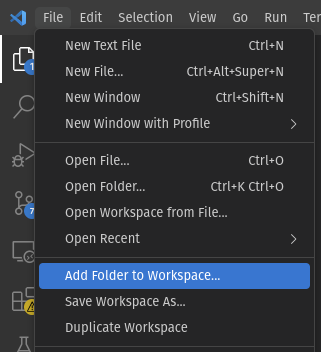 File Edit Selection View Go Run
New Text File Ctrl+N
New File... Ctrl+Alt+Super+N
New Window Ctrl+Shift+N
New Window with Profile
Open File... Ctrl+O
Open Folder... Ctrl+K Ctrl+O
Open Workspace from File...
Open Recent
Add Folder to Workspace...
Save Workspace As...
Duplicate Workspace